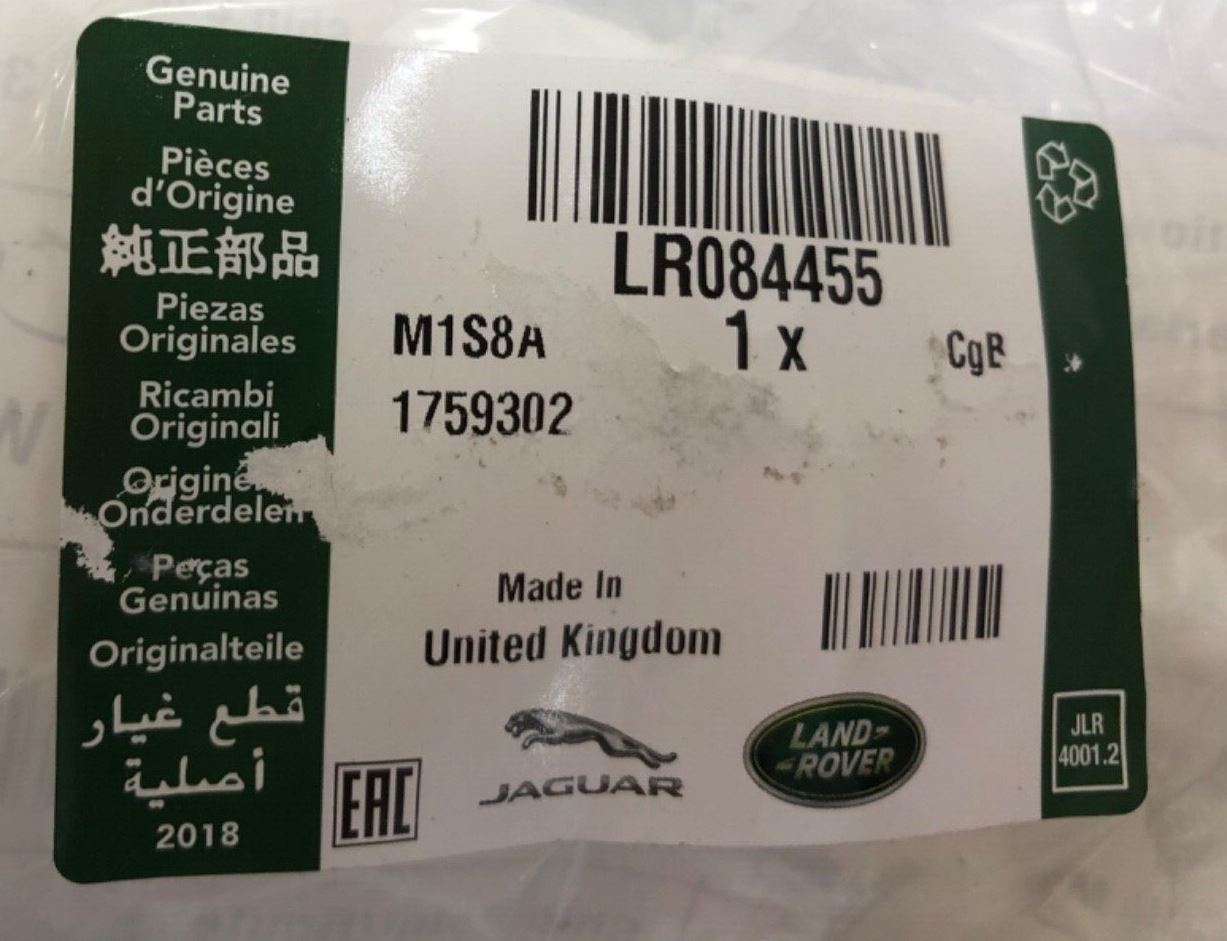 Genuine
Parts
Pièces
d'Origine
純正部品
Piezas
Originales
Ricambi
Originali
Originele
Onderdelen
Peças
Genuinas
Originalteile
قطع غيار
أصلية
2018
LR084455
M1S8A 1 x CgB
1759302
Made In
United Kingdom
EAC
JAGUAR
LAND-
-ROVER
JLR
4001.2